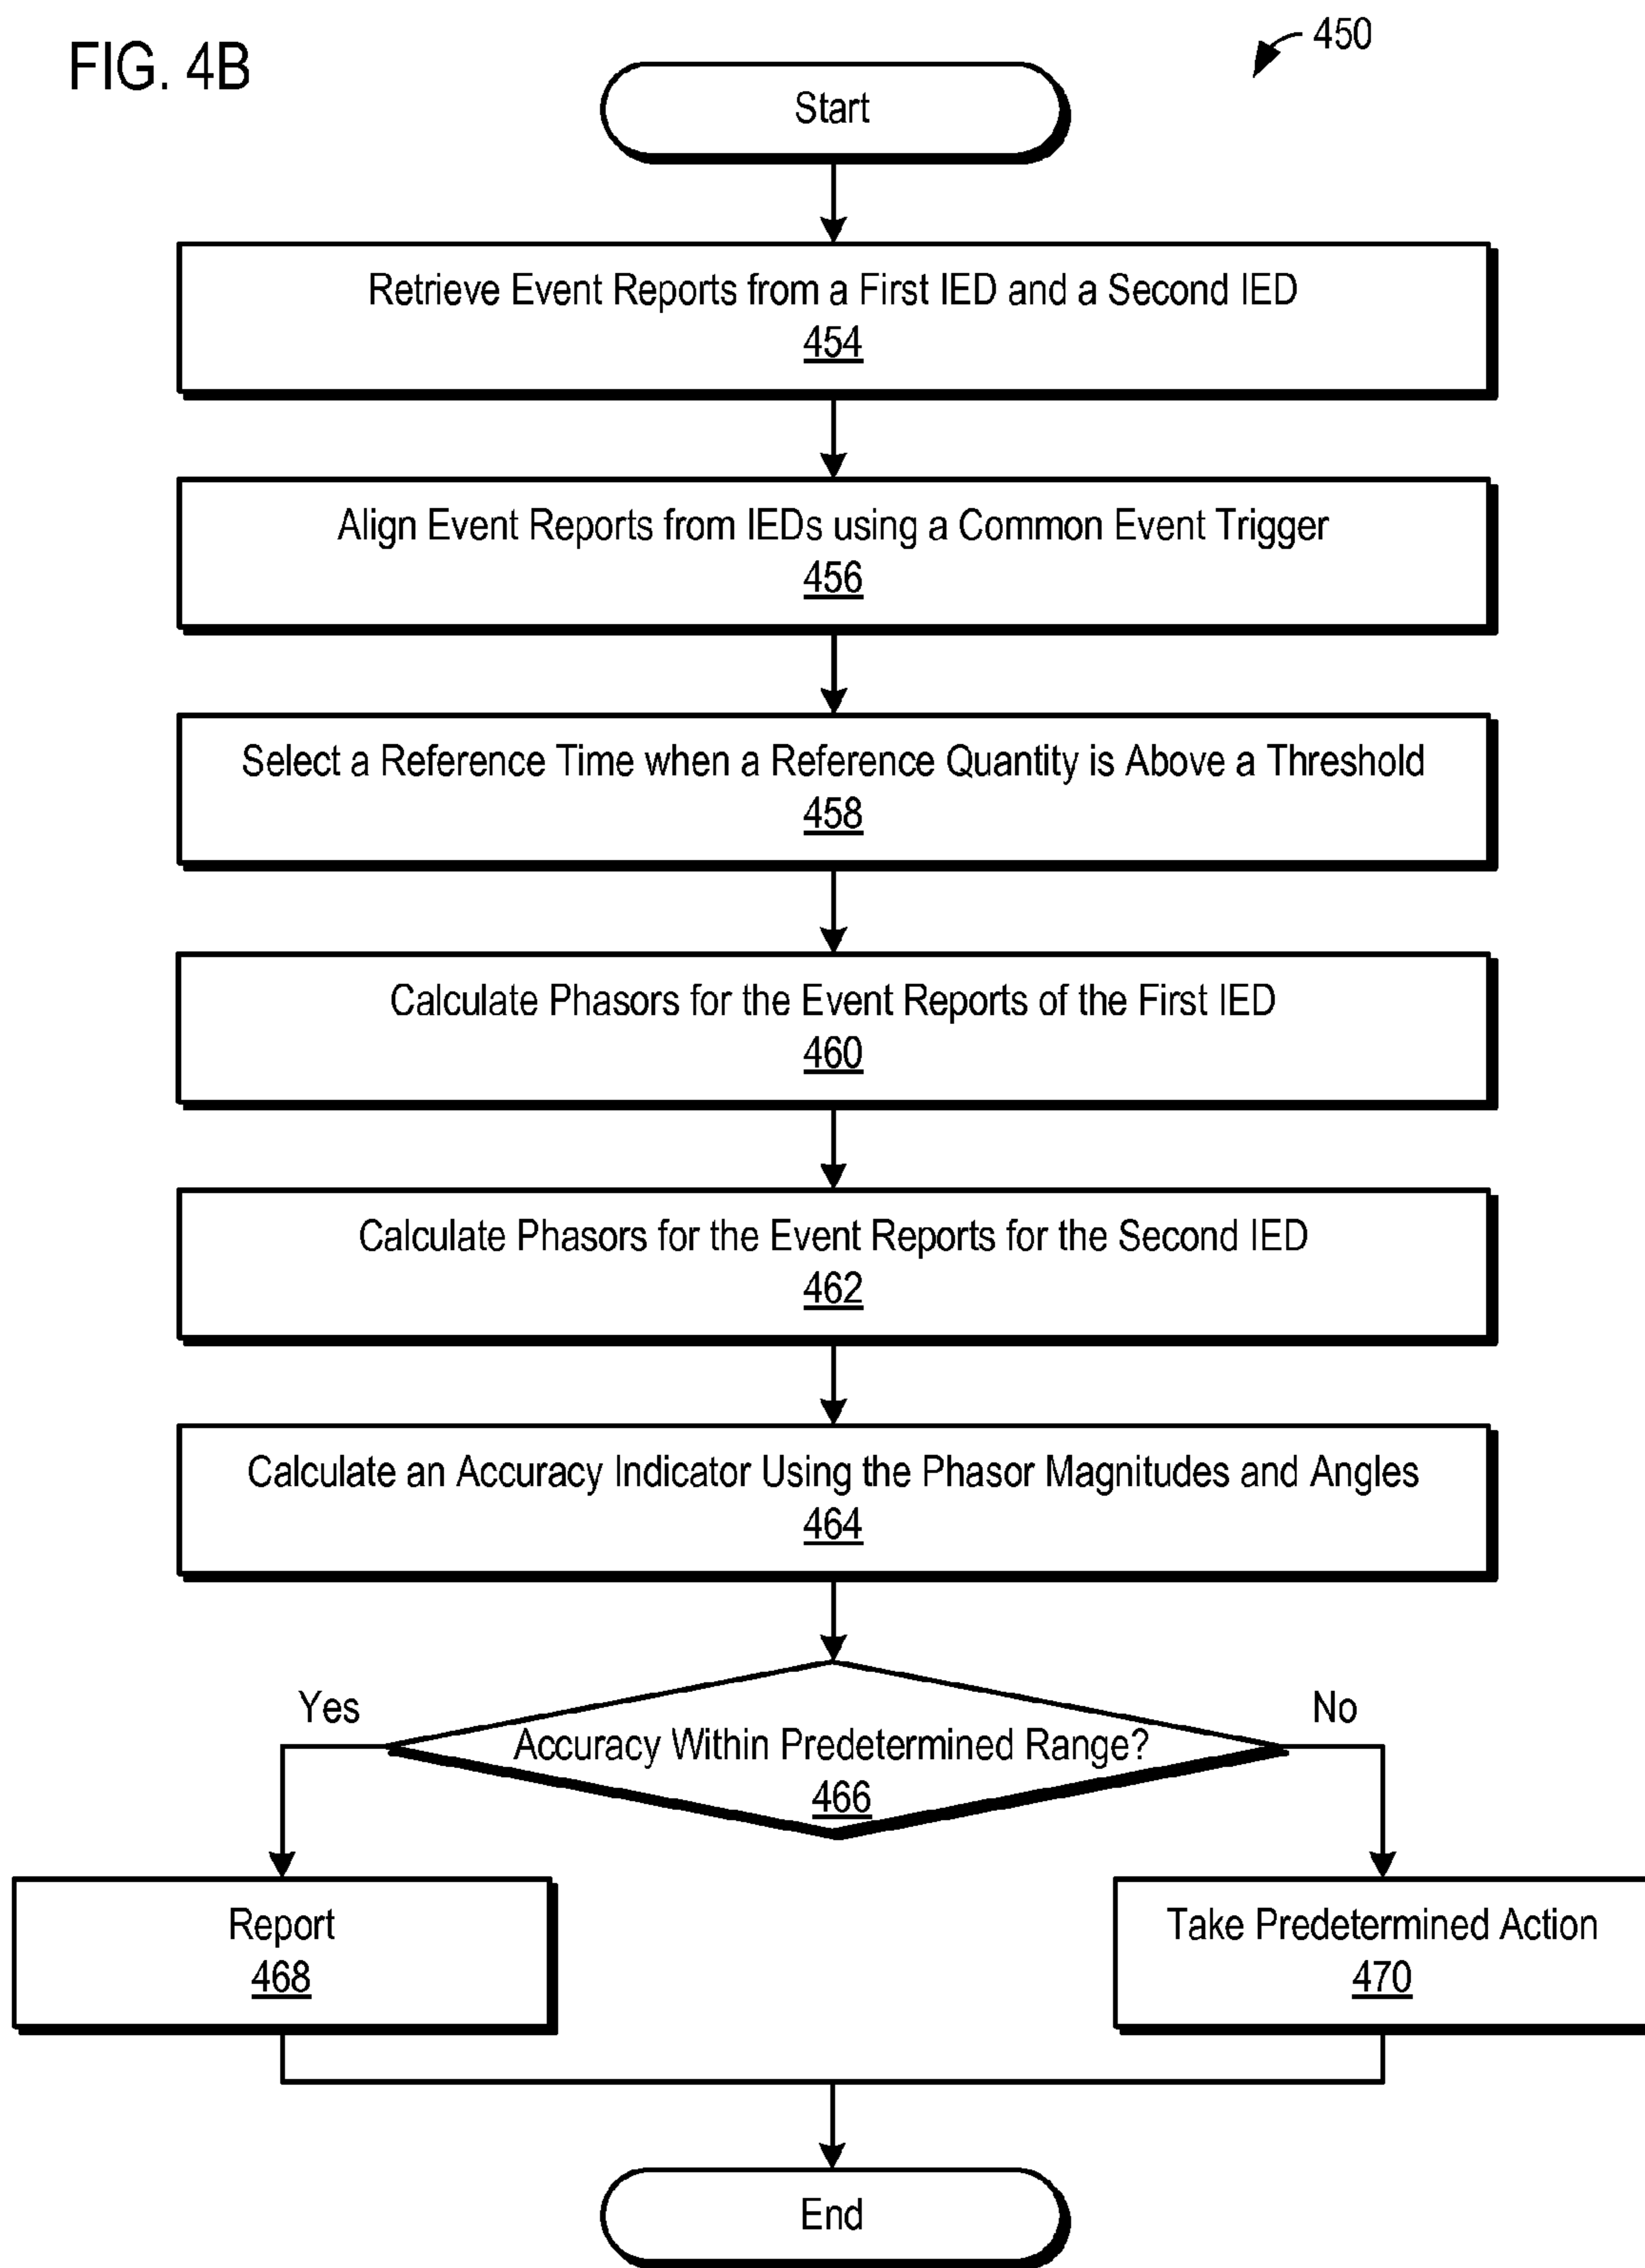 FIG. 4B
450
Start
Retrieve Event Reports from a First IED and a Second IED
454
Align Event Reports from IEDs using a Common Event Trigger
456
Select a Reference Time when a Reference Quantity is Above a Threshold
458
Calculate Phasors for the Event Reports of the First IED
460
Calculate Phasors for the Event Reports for the Second IED
462
Calculate an Accuracy Indicator Using the Phasor Magnitudes and Angles
464
Yes
No
Accuracy Within Predetermined Range?
466
Report
468
Take Predetermined Action
470
End